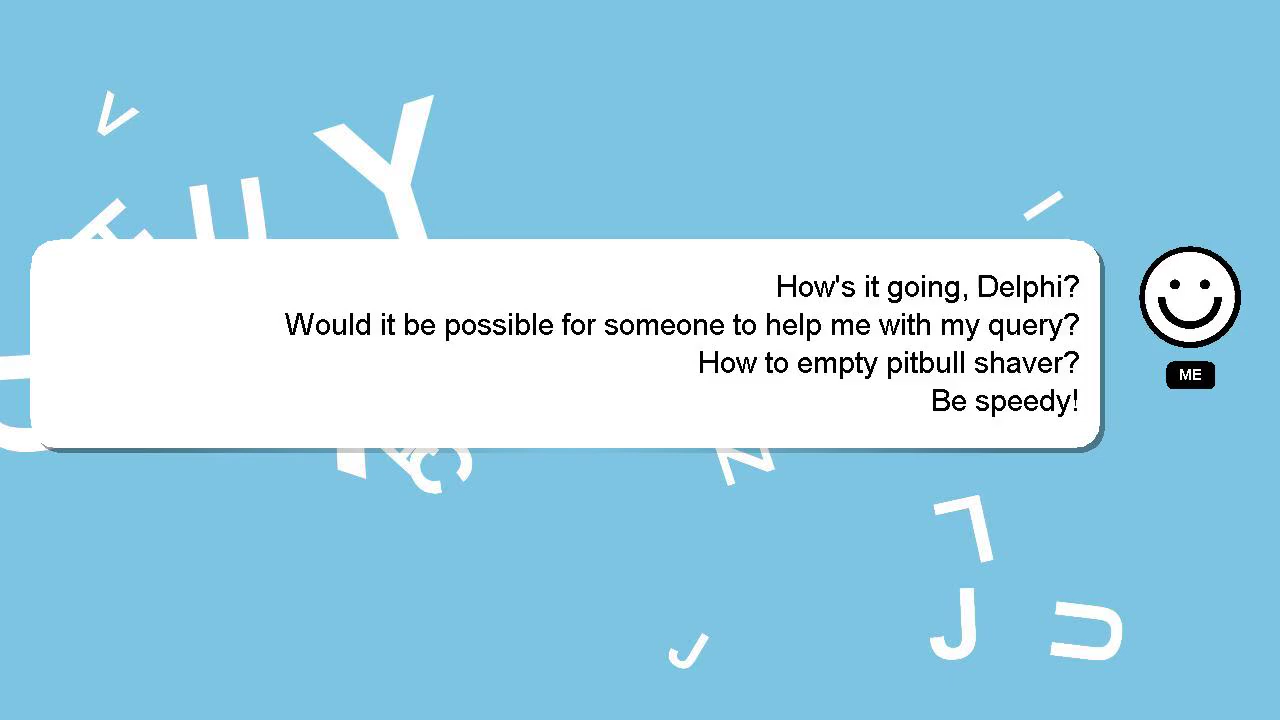 How's it going, Delphi?
Would it be possible for someone to help me with my query?
How to empty pitbull shaver?
Be speedy!
ME